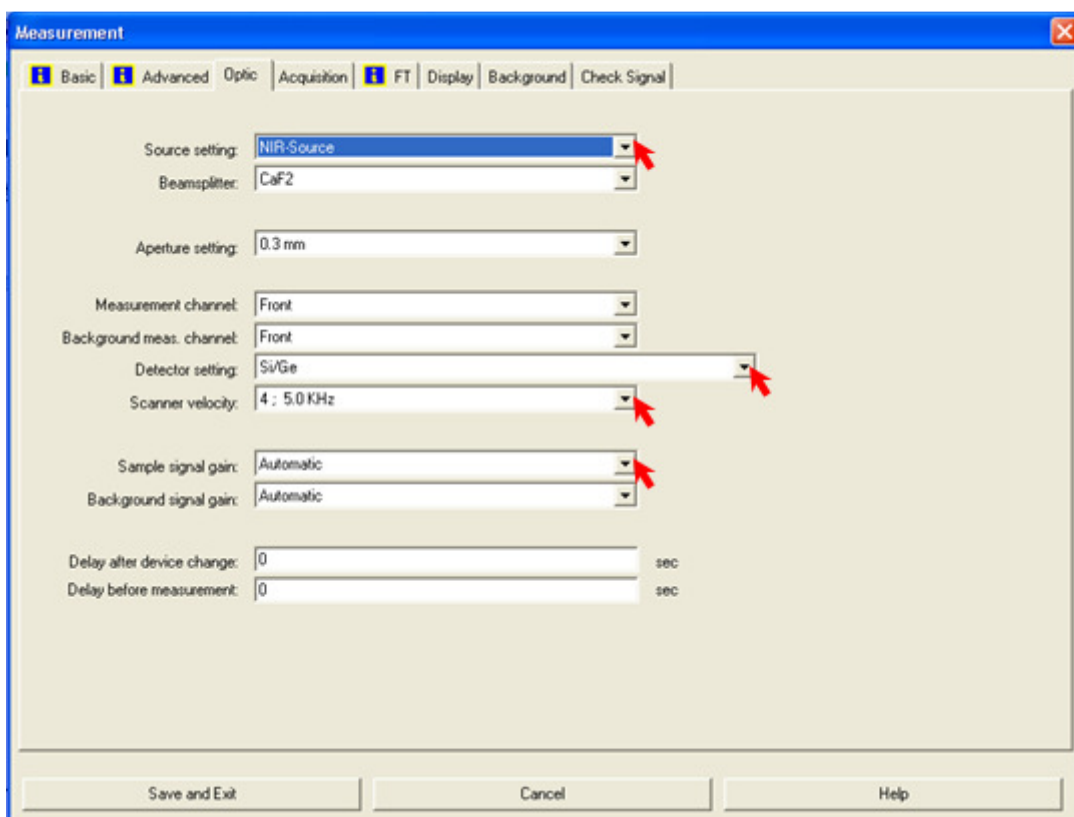 Measurement
Basic Advanced Optic Acquisition FT Display Background Check Signal
Source setting: NIR-Source
Beamsplitter: CaF2
Aperture setting: 0.3 mm
Measurement channel: Front
Background meas. channel: Front
Detector setting: Si/Ge
Scanner velocity: 4 ; 5.0 KHz
Sample signal gain: Automatic
Background signal gain: Automatic
Delay after device change: 0 sec
Delay before measurement: 0 sec
Save and Exit Cancel Help